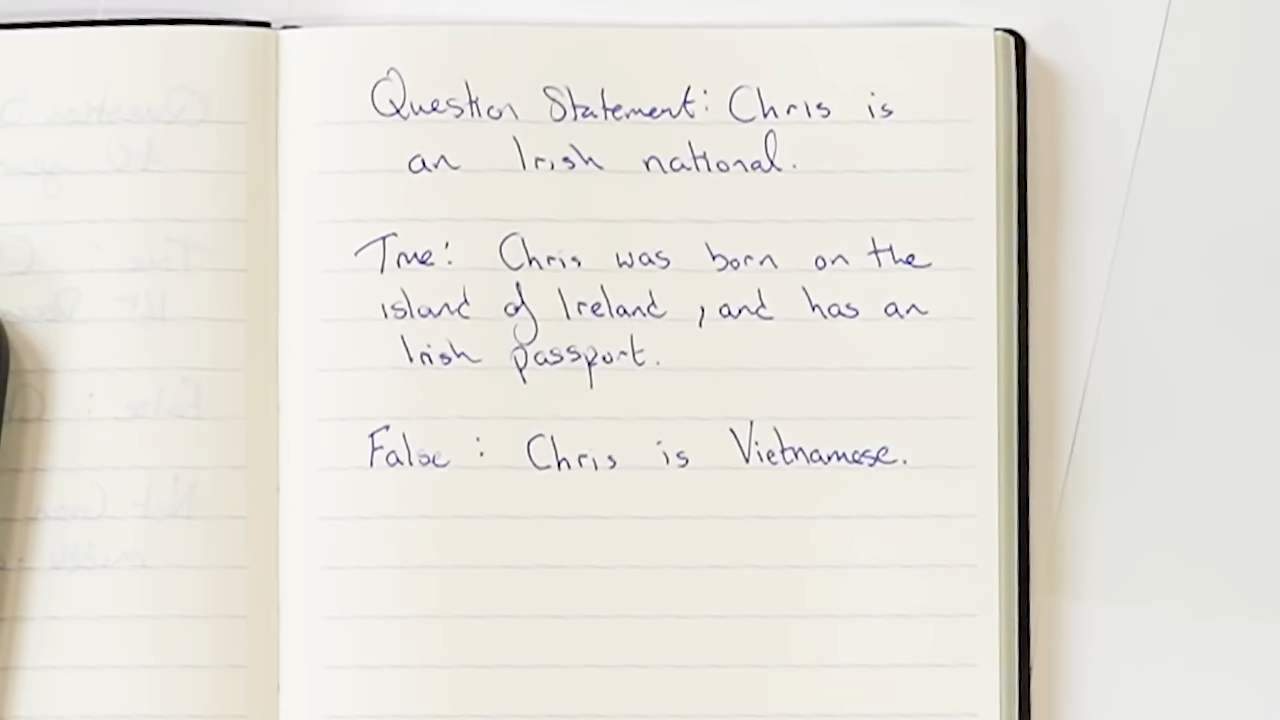 Question Statement: Chris is
an Irish national.
True: Chris was born on the
island of Ireland, and has an
Irish passport.
False: Chris is Vietnamese.